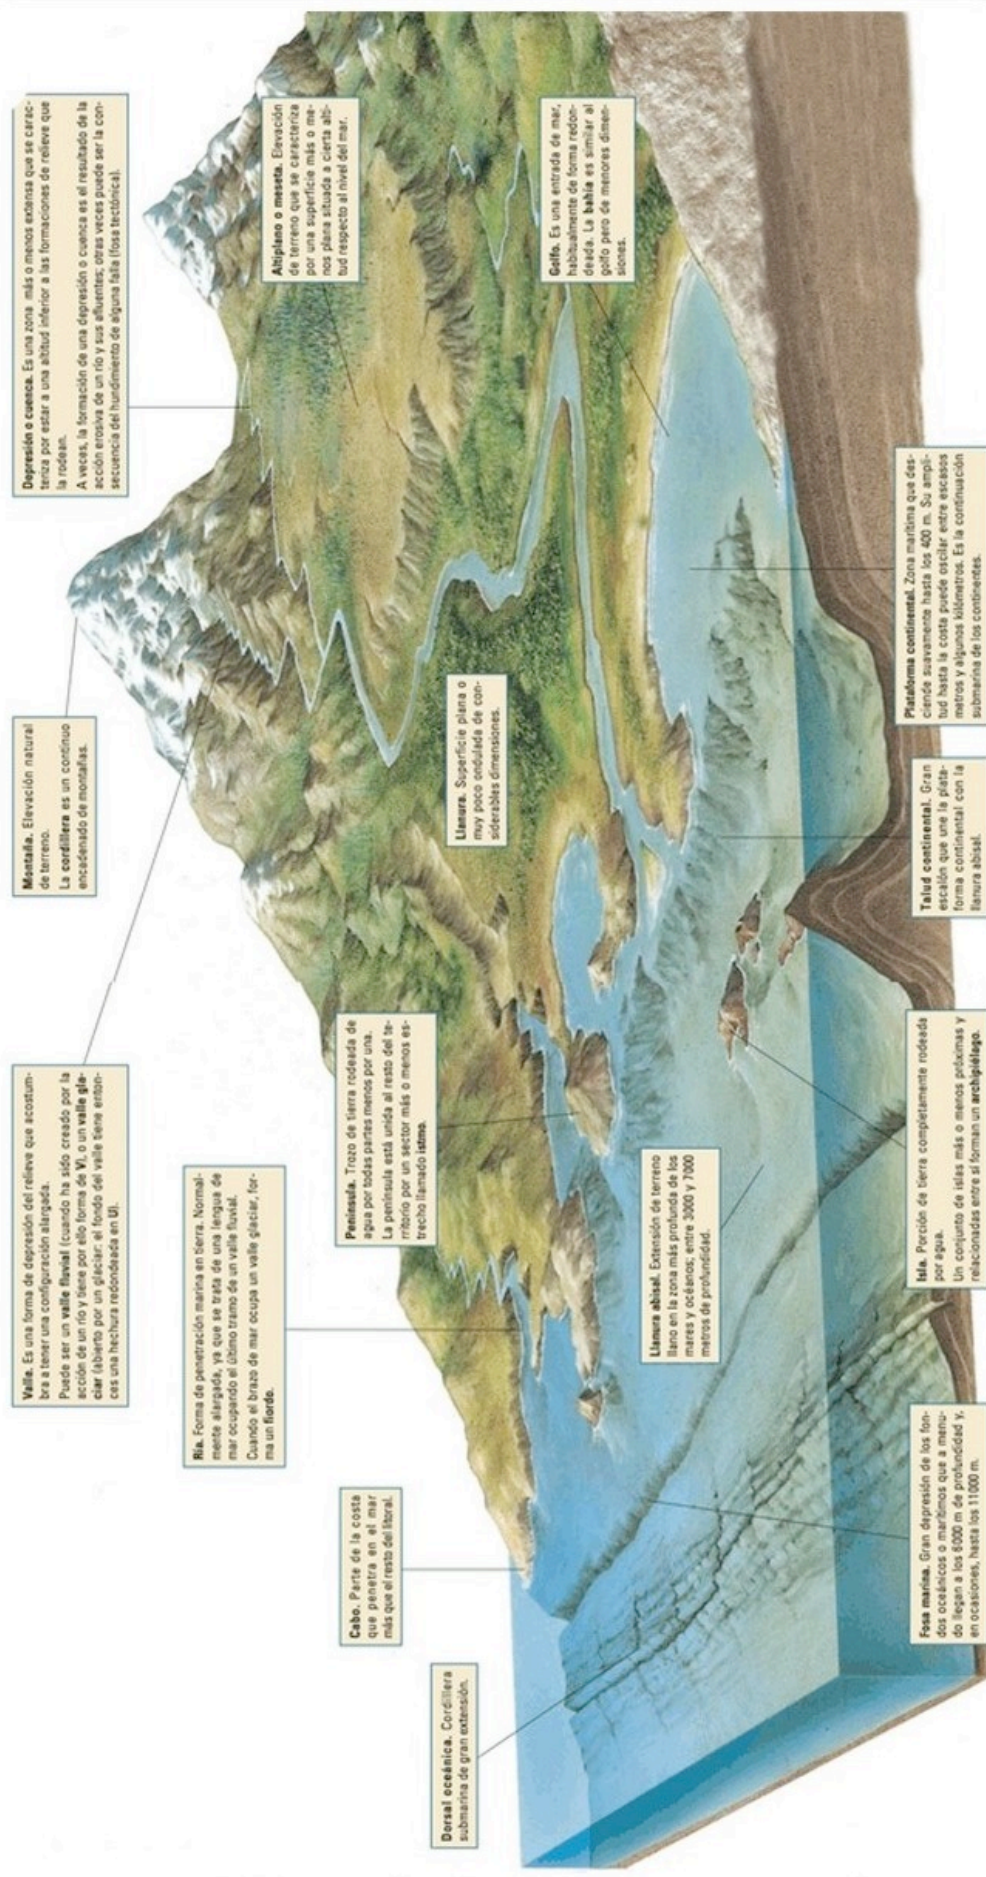 Valle. Es una forma de depresión del relieve que acostum-
bra a tener una configuración alargada.
Puede ser un valle fluvial (cuando ha sido creado por la
acción de un río y tiene por ello forma de V), o un valle gla-
ciar (abierto por un glaciar; el fondo del valle tiene enton-
ces una hechura redondeada en U).
Montaña. Elevación natural
de terreno.
La cordillera es un continuo
encadenado de montañas.
Depresión o cuenca. Es una zona más o menos extensa que se carac-
teriza por estar a una altitud inferior a las formaciones de relieve que
la rodean.
A veces, la formación de una depresión o cuenca es el resultado de la
acción erosiva de un río y sus afluentes; otras veces puede ser la con-
secuencia del hundimiento de alguna falla (fosa tectónica).
Ría. Forma de penetración marina en tierra. Normal-
mente alargada, ya que se trata de una lengua de
mar ocupando el último tramo de un valle fluvial.
Cuando el brazo de mar ocupa un valle glaciar, for-
ma un fiordo.
Altiplano o meseta. Elevación
de terreno que se caracteriza
por una superficie más o me-
nos plana situada a cierta alti-
tud respecto al nivel del mar.
Cabo. Parte de la costa
que penetra en el mar
más que el resto del litoral.
Península. Trozo de tierra rodeada de
agua por todas partes menos por una.
La península está unida al resto del te-
rritorio por un sector más o menos es-
trecho llamado istmo.
Llanura. Superficie plana o
muy poco ondulada de con-
siderables dimensiones.
Golfo. Es una entrada de mar,
habitualmente de forma redon-
deada. La bahía es similar al
golfo pero de menores dimen-
siones.
Dorsal oceánica. Cordillera
submarina de gran extensión.
Llanura abisal. Extensión de terreno
llano en la zona más profunda de los
mares y océanos; entre 3000 y 7000
metros de profundidad.
Fosa marina. Gran depresión de los fon-
dos oceánicos o marítimos que a menu-
do llegan a los 6000 m de profundidad y,
en ocasiones, hasta los 11000 m.
Isla. Porción de tierra completamente rodeada
por agua.
Un conjunto de islas más o menos próximas y
relacionadas entre sí forman un archipiélago.
Talud continental. Gran
escalón que une la plata-
forma continental con la
llanura abisal.
Plataforma continental. Zona marítima que des-
ciende suavemente hasta los 400 m. Su ampli-
tud hasta la costa puede oscilar entre escasos
metros y algunos kilómetros. Es la continuación
submarina de los continentes.